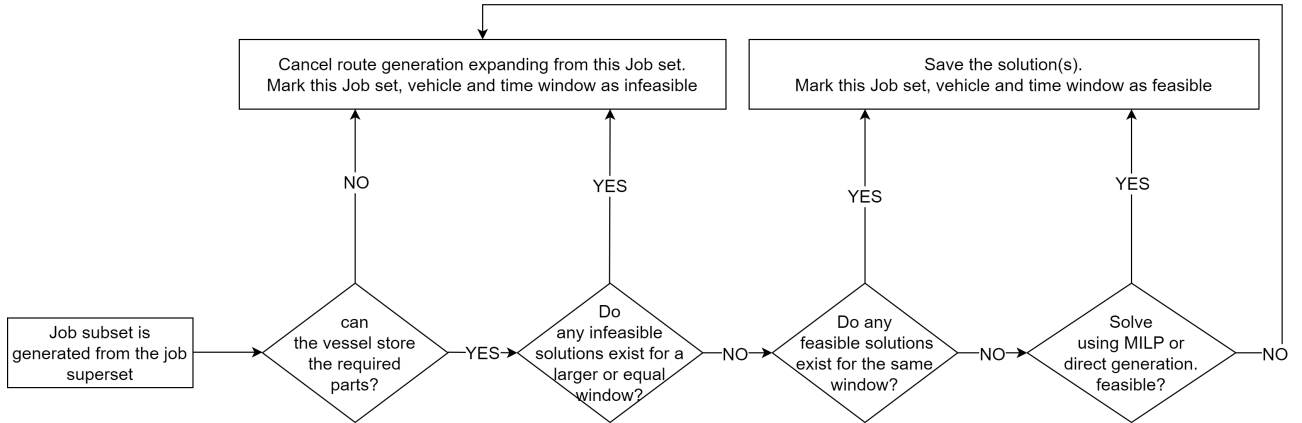 Cancel route generation expanding from this Job set.
Mark this Job set, vehicle and time window as infeasible
Save the solution(s).
Mark this Job set, vehicle and time window as feasible
NO
YES
YES
YES
Job subset is
generated from the job
superset
can
the vessel store
the required
parts?
YES
Do
any infeasible
solutions exist for a
larger or equal
window?
NO
Do any
feasible solutions
exist for the same
window?
NO
Solve
using MILP or
direct generation.
feasible?
NO